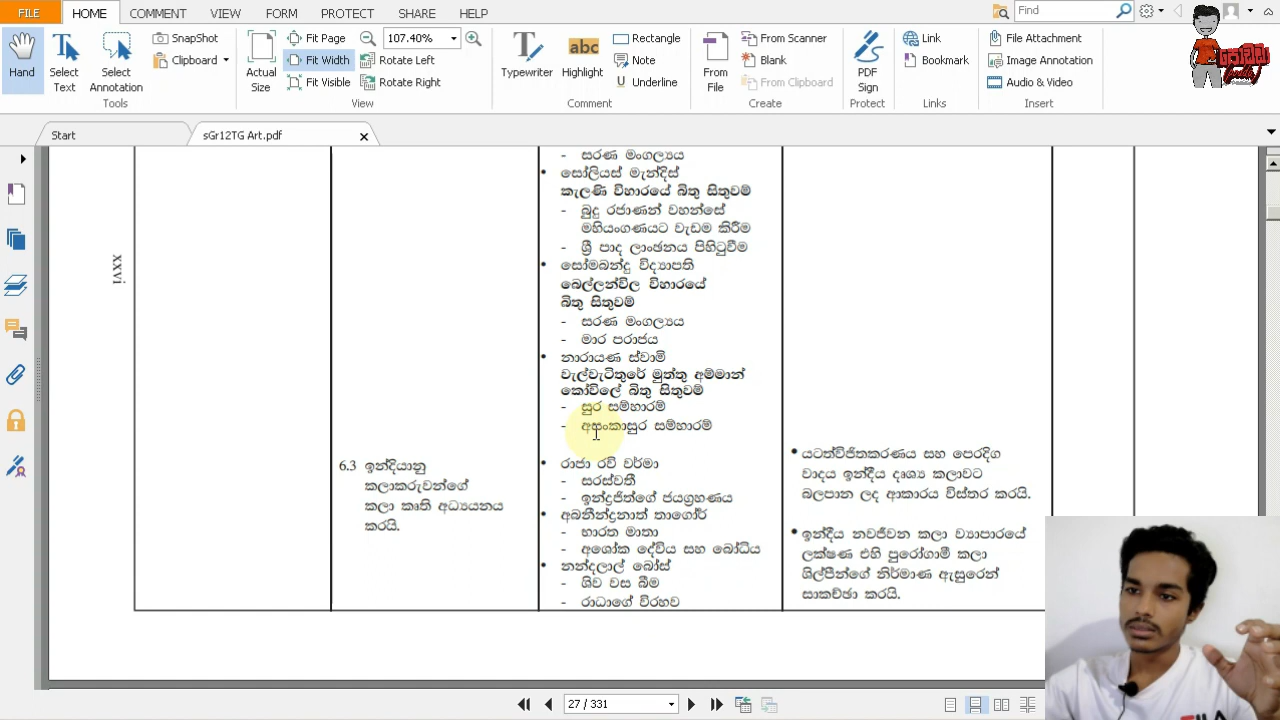 FILE HOME COMMENT VIEW FORM PROTECT SHARE HELP Find
Hand
Select Text
Select Annotation
SnapShot
Clipboard
Tools
Actual Size
Fit Page
Fit Width
Fit Visible
107.40%
Rotate Left
Rotate Right
View
Typewriter
Highlight
Rectangle
Note
Underline
Comment
From File
From Scanner
Blank
From Clipboard
Create
PDF Sign
Protect
Link
Bookmark
Links
File Attachment
Image Annotation
Audio & Video
Insert
Start
sGr12TG Art.pdf
xxvi
- සරණ මංගල්‍යය
• සෝලියස් මැන්දිස්
කැලණි විහාරයේ බිතු සිතුවම්
- බුදු රජාණන් වහන්සේ
මහියංගණයට වැඩම කිරීම
- ශ්‍රී පාද ලාංඡනය පිහිටුවීම
• සෝමබන්දු විද්‍යාපති
බෙල්ලන්විල විහාරයේ
බිතු සිතුවම්
- සරණ මංගල්‍යය
- මාර පරාජය
• නාරායණ ස්වාමි
වැල්වැටිතුරේ මුත්තු අම්මාන්
කෝවිලේ බිතු සිතුවම්
- සුර සම්හාරම්
- අසංකාසුර සම්හාරම්
6.3 ඉන්දියානු
කලාකරුවන්ගේ
කලා කෘති අධ්‍යයනය
කරයි.
• රාජා රවි වර්මා
- සරස්වතී
- ඉන්ද්‍රජිත්ගේ ජයග්‍රහණය
• අබනීන්ද්‍රනාත් තාගෝර්
- භාරත මාතා
- අශෝක දේවිය සහ බෝධිය
• නන්දලාල් බෝස්
- ශිව වස බීම
- රාධාගේ විරහව
• යටත්විජිතකරණය සහ පෙරදිග
වාදය ඉන්දීය දෘශ්‍ය කලාවට
බලපාන ලද ආකාරය විස්තර කරයි.
• ඉන්දීය නවජීවන කලා ව්‍යාපාරයේ
ලක්ෂණ එහි පුරෝගාමී කලා
ශිල්පීන්ගේ නිර්මාණ ඇසුරෙන්
සාකච්ඡා කරයි.
27 / 331